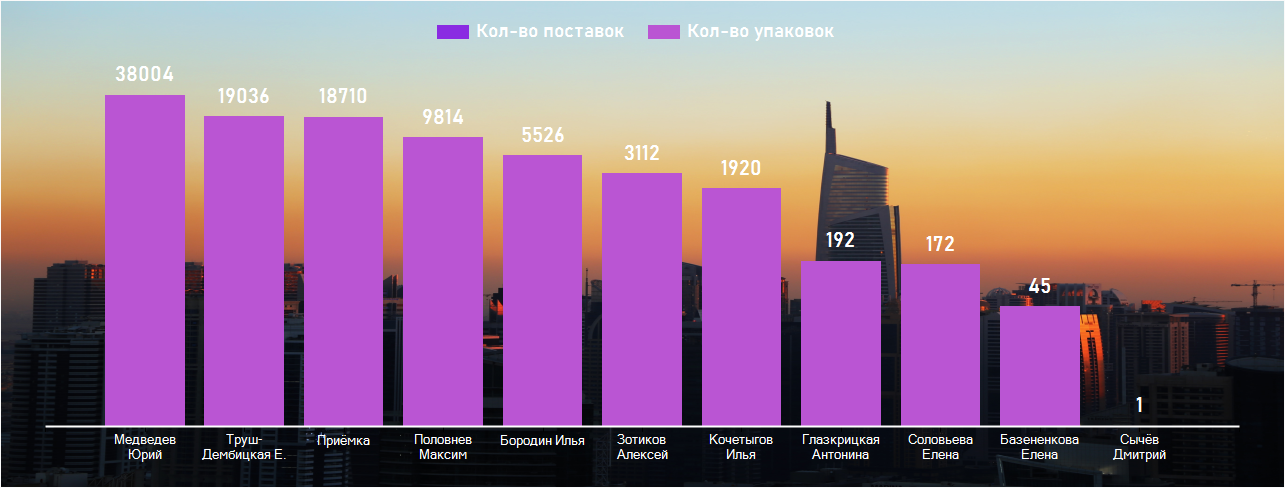 Кол-во поставок Кол-во упаковок
38004
19036
18710
9814
5526
3112
1920
192
172
45
1
Медведев
Юрий
Труш-
Дембицкая Е.
Приёмка
Половнев
Максим
Бородин Илья
Зотиков
Алексей
Кочетыгов
Илья
Глазкрицкая
Антонина
Соловьева
Елена
Базененкова
Елена
Сычёв
Дмитрий